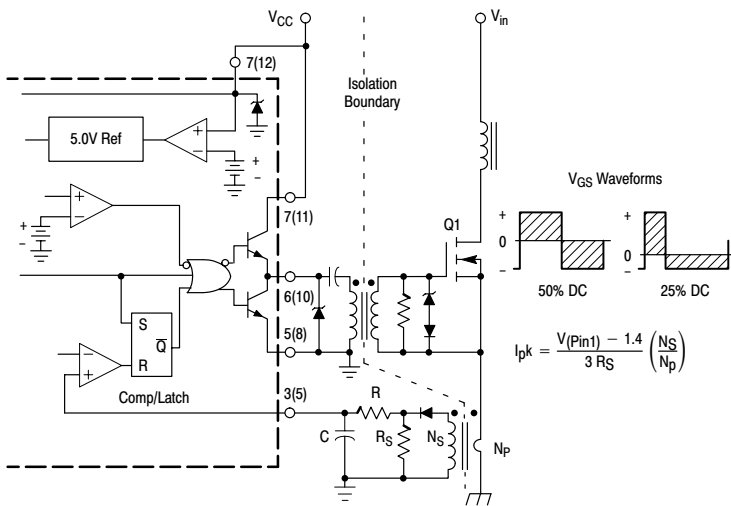 VCC
Vin
7(12)
Isolation
Boundary
5.0V Ref
+
–
+
–
+
–
+
–
7(11)
Q1
VGS Waveforms
+
0
–
+
0
–
50% DC
25% DC
6(10)
5(8)
S
Q̅
R
–
+
Comp/Latch
3(5)
R
C
RS
NS
NP
Ipk = V(Pin1) – 1.4 / 3 RS (NS / Np)